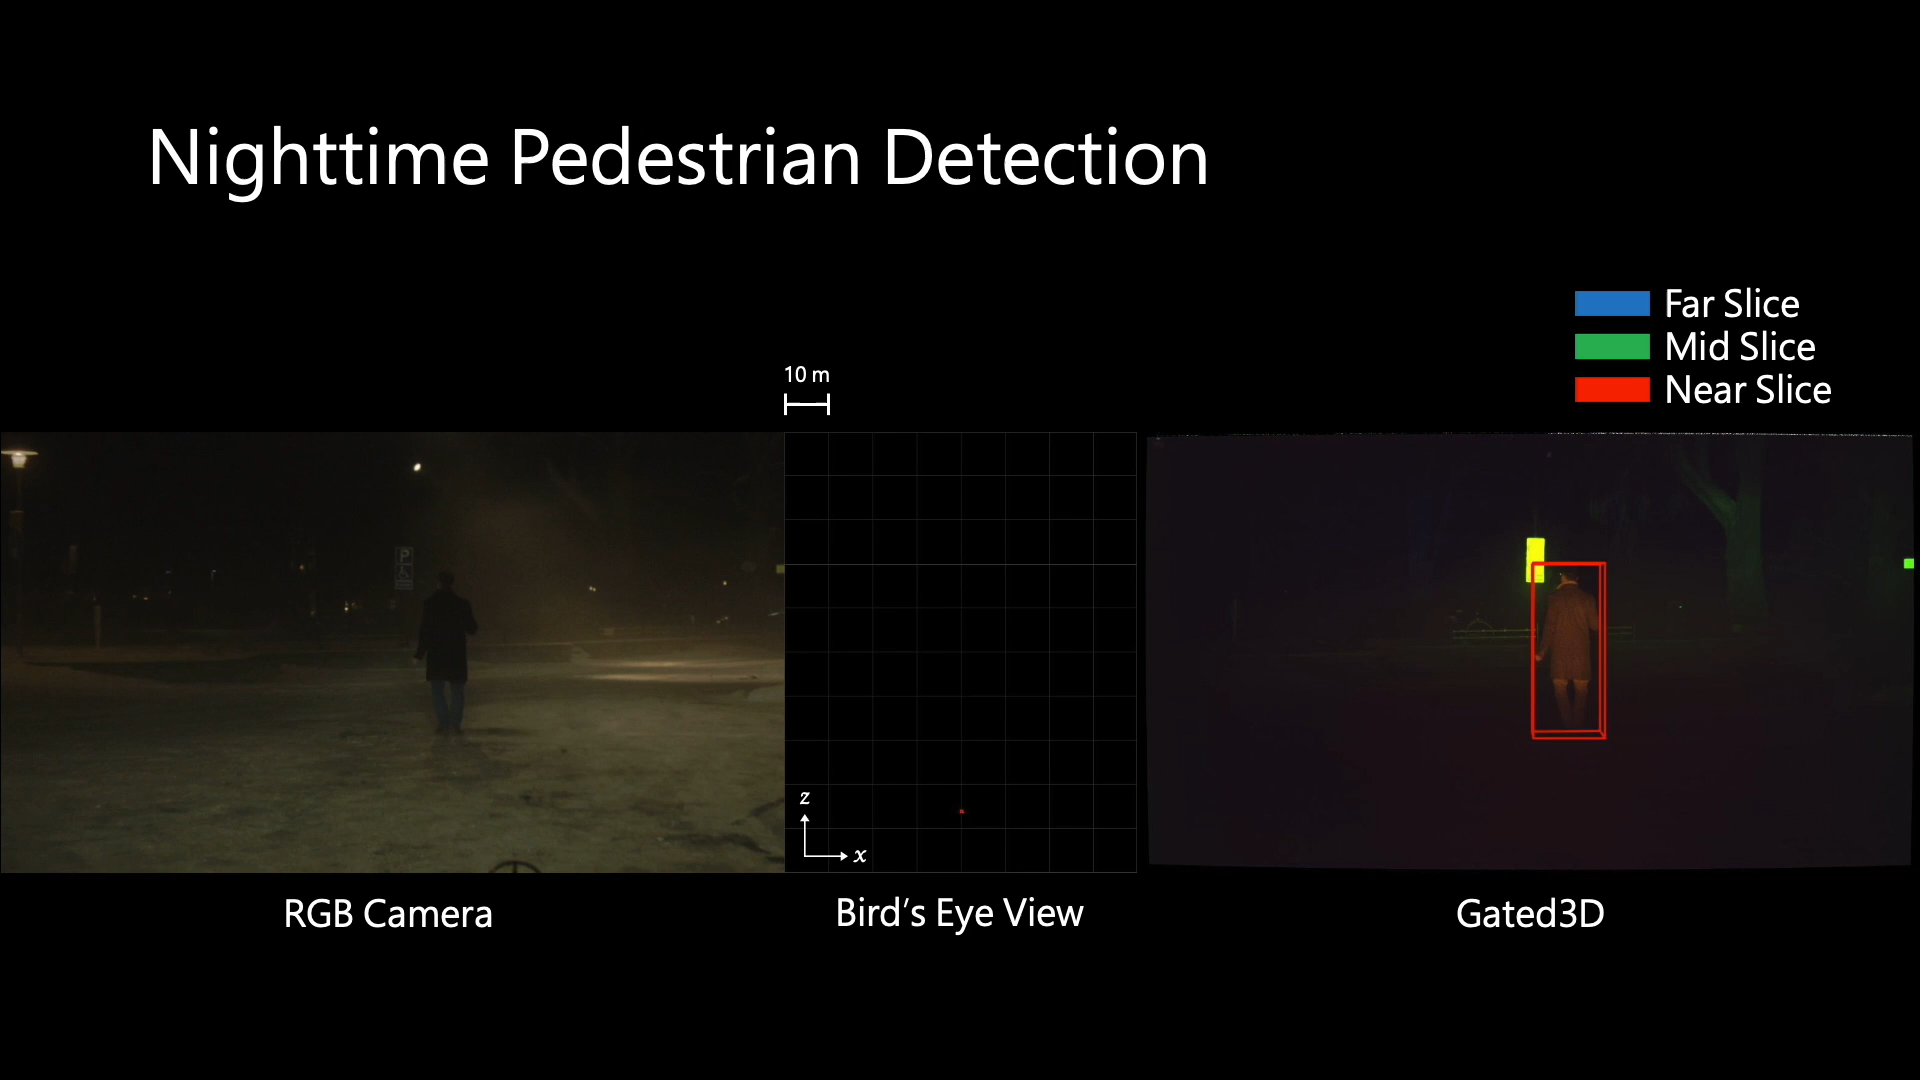 Nighttime Pedestrian Detection
Far Slice
Mid Slice
Near Slice
10 m
P
z
x
RGB Camera
Bird's Eye View
Gated3D